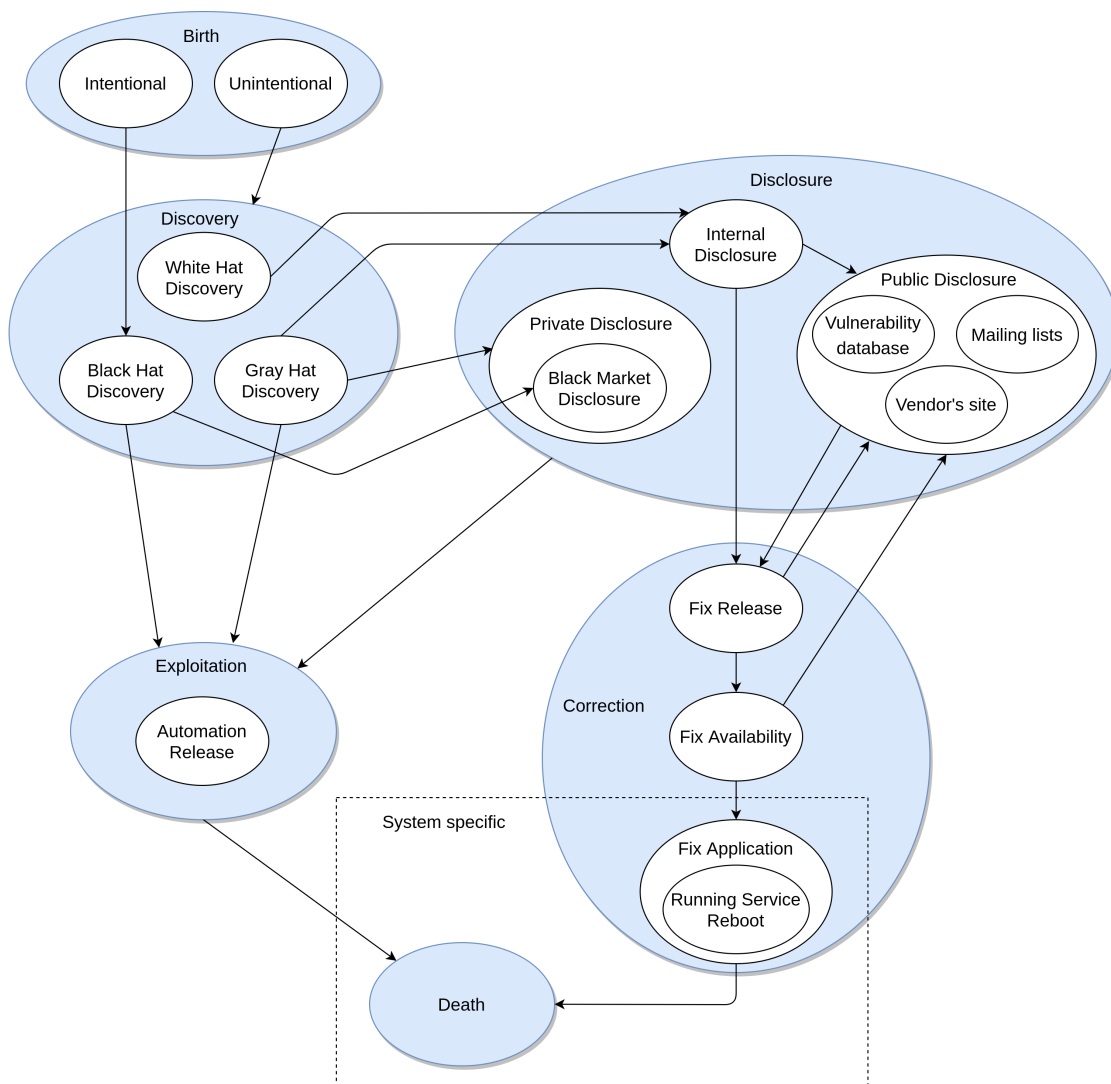 Birth
Intentional
Unintentional
Disclosure
Discovery
White Hat
Discovery
Internal
Disclosure
Public Disclosure
Private Disclosure
Vulnerability
database
Mailing lists
Black Hat
Discovery
Gray Hat
Discovery
Black Market
Disclosure
Vendor's site
Fix Release
Exploitation
Automation
Release
Correction
Fix Availability
System specific
Fix Application
Running Service
Reboot
Death